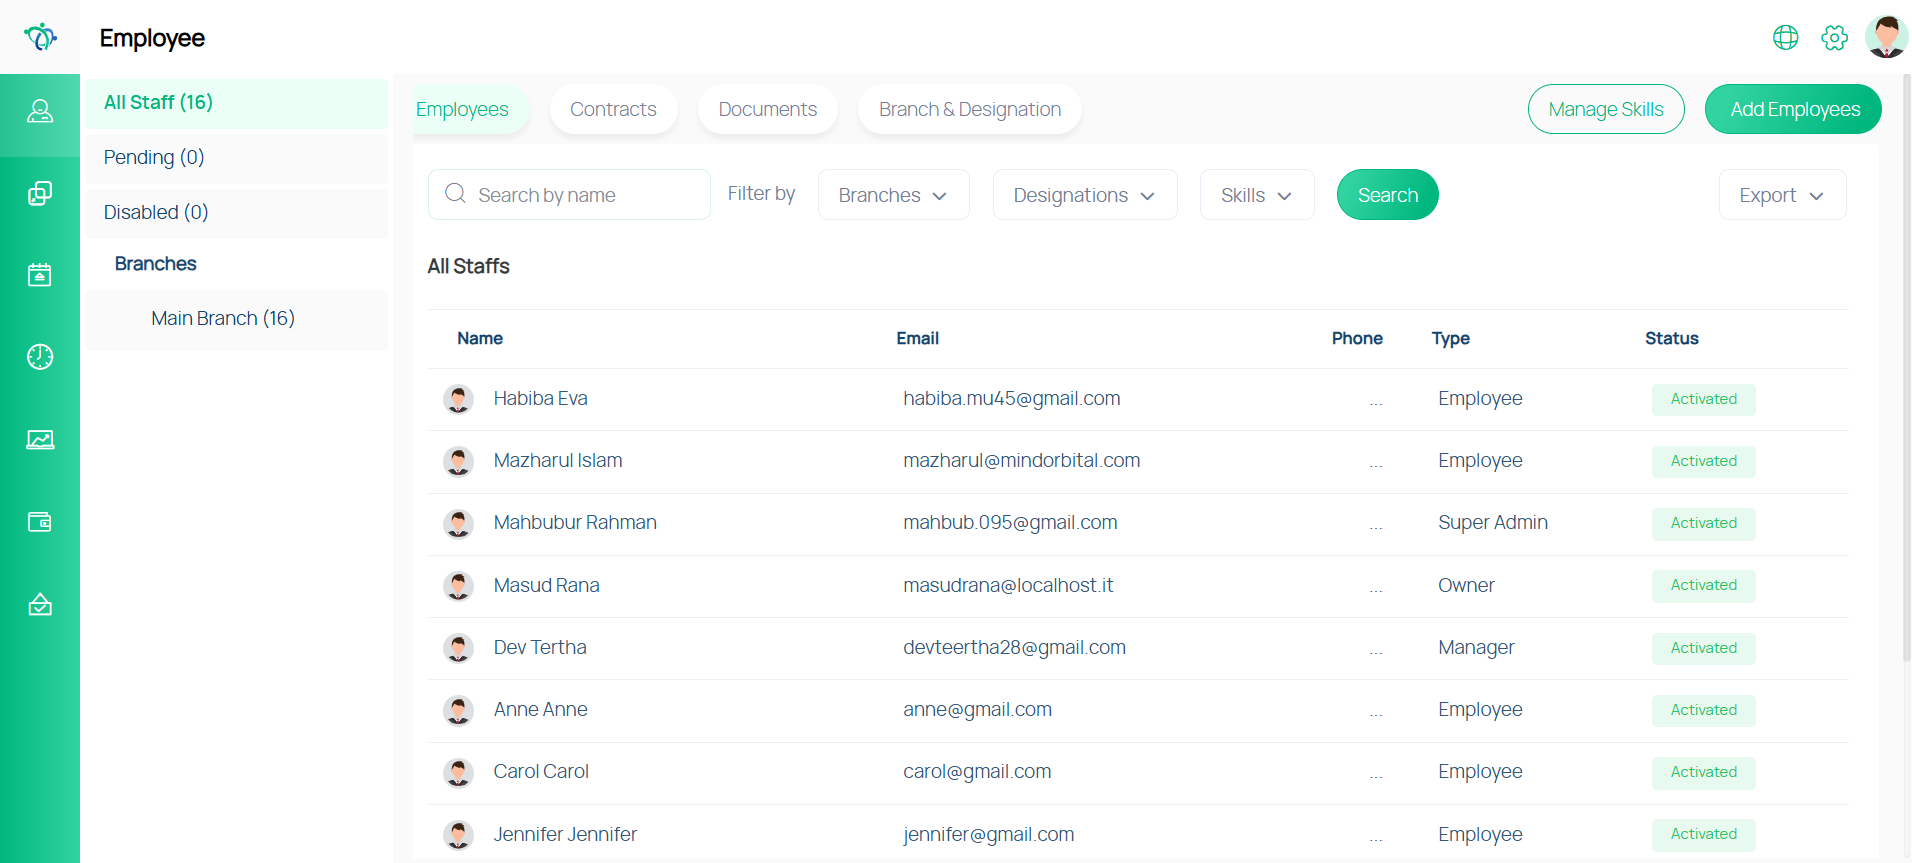 Employee
All Staff (16)
Pending (0)
Disabled (0)
Branches
Main Branch (16)
Employees Contracts Documents Branch & Designation Manage Skills Add Employees
Search by name Filter by Branches Designations Skills Search Export
All Staffs
Name Email Phone Type Status
Habiba Eva habiba.mu45@gmail.com ... Employee Activated
Mazharul Islam mazharul@mindorbital.com ... Employee Activated
Mahbubur Rahman mahbub.095@gmail.com ... Super Admin Activated
Masud Rana masudrana@localhost.it ... Owner Activated
Dev Tertha devteertha28@gmail.com ... Manager Activated
Anne Anne anne@gmail.com ... Employee Activated
Carol Carol carol@gmail.com ... Employee Activated
Jennifer Jennifer jennifer@gmail.com ... Employee Activated